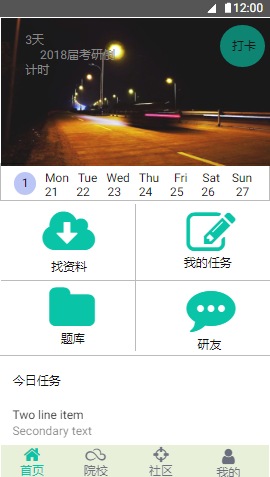 12:00
3天
2018届考研倒
计时
打卡
1 Mon Tue Wed Thu Fri Sat Sun
21 22 23 24 25 26 27
找资料 我的任务
题库 研友
今日任务
Two line item
Secondary text
首页 院校 社区 我的